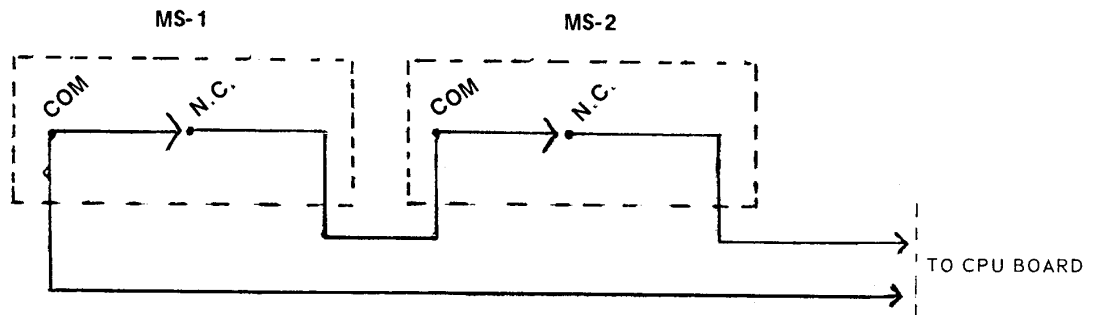 MS-1
MS-2
COM
N.C.
COM
N.C.
TO CPU BOARD